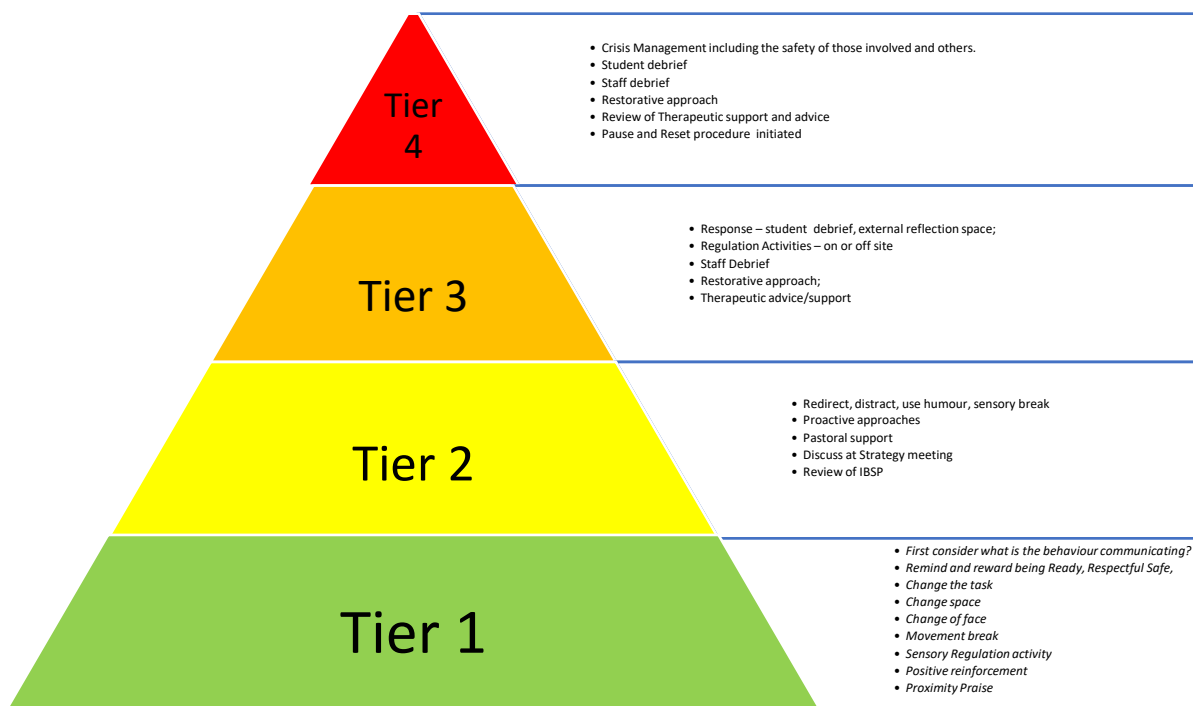 Tier
4
• Crisis Management including the safety of those involved and others.
• Student debrief
• Staff debrief
• Restorative approach
• Review of Therapeutic support and advice
• Pause and Reset procedure initiated
Tier 3
• Response – student debrief, external reflection space;
• Regulation Activities – on or off site
• Staff Debrief
• Restorative approach;
• Therapeutic advice/support
Tier 2
• Redirect, distract, use humour, sensory break
• Proactive approaches
• Pastoral support
• Discuss at Strategy meeting
• Review of IBSP
Tier 1
• First consider what is the behaviour communicating?
• Remind and reward being Ready, Respectful Safe,
• Change the task
• Change space
• Change of face
• Movement break
• Sensory Regulation activity
• Positive reinforcement
• Proximity Praise